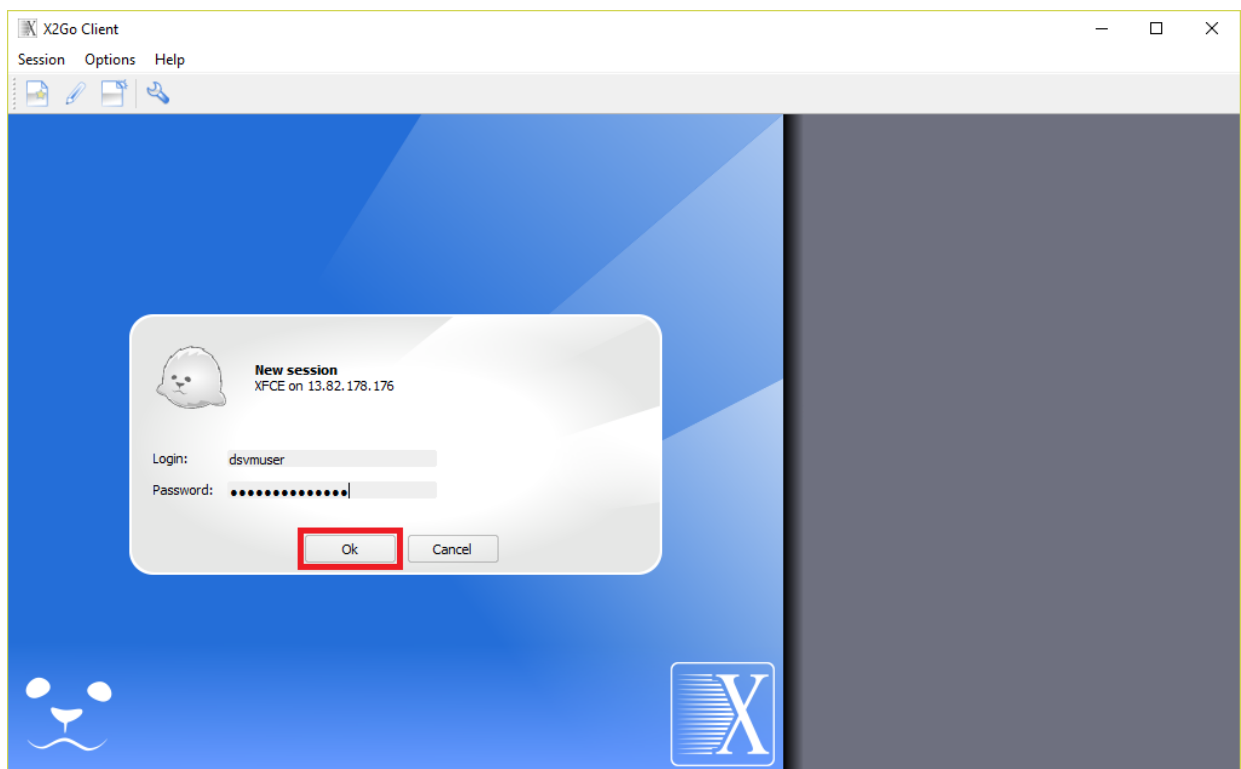 X2Go Client
Session Options Help
New session
XFCE on 13.82.178.176
Login: dsvmuser
Password: ●●●●●●●●●●●●●●
Ok Cancel
X